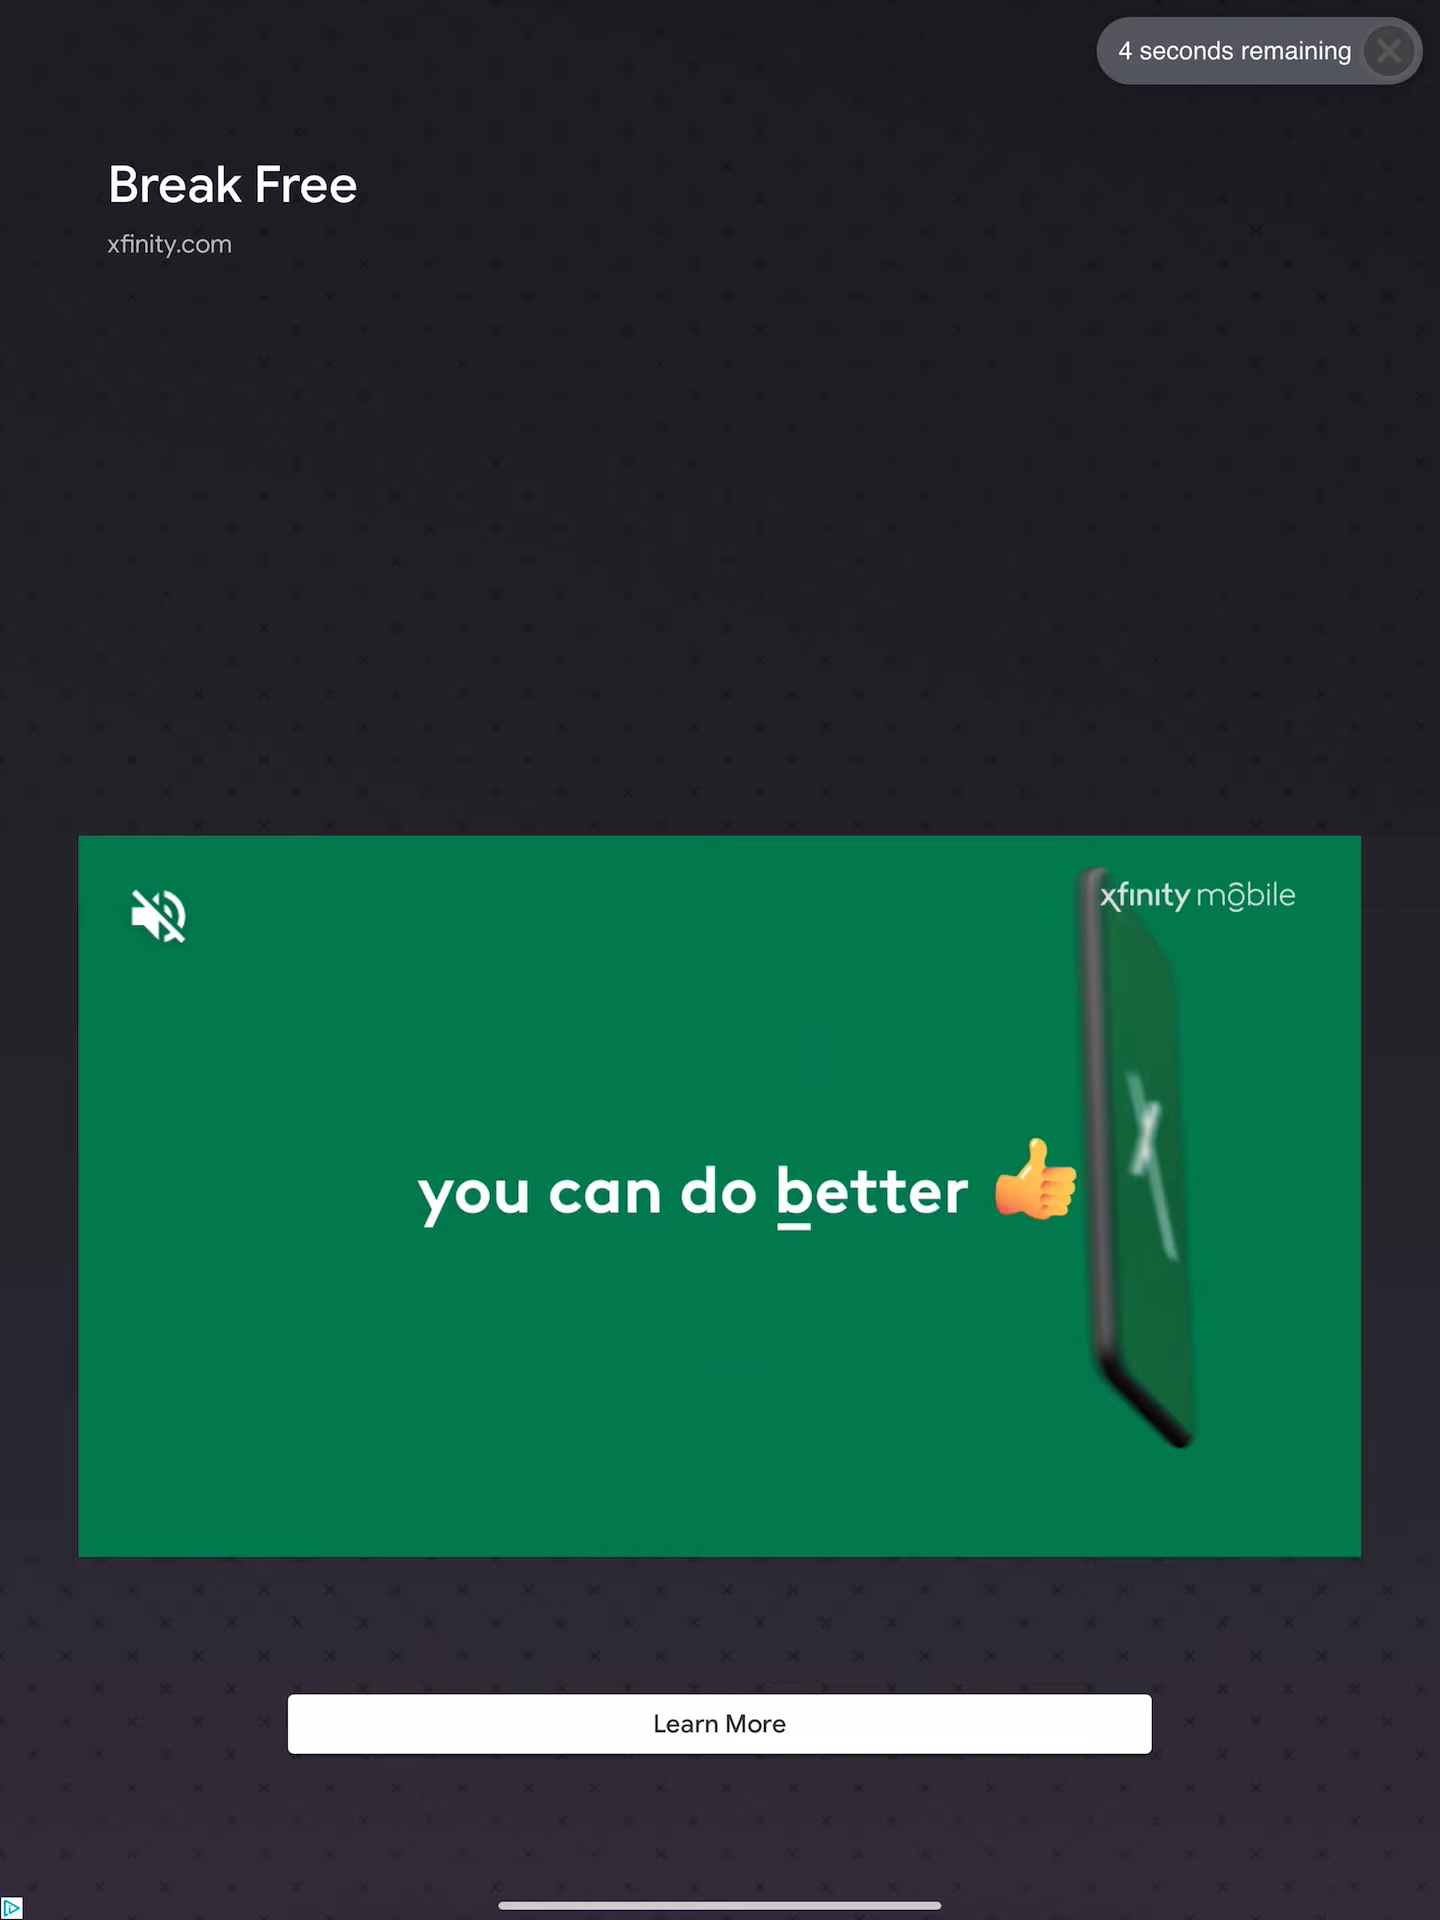 4 seconds remaining
Break Free
xfinity.com
xfinity mobile
you can do better
Learn More